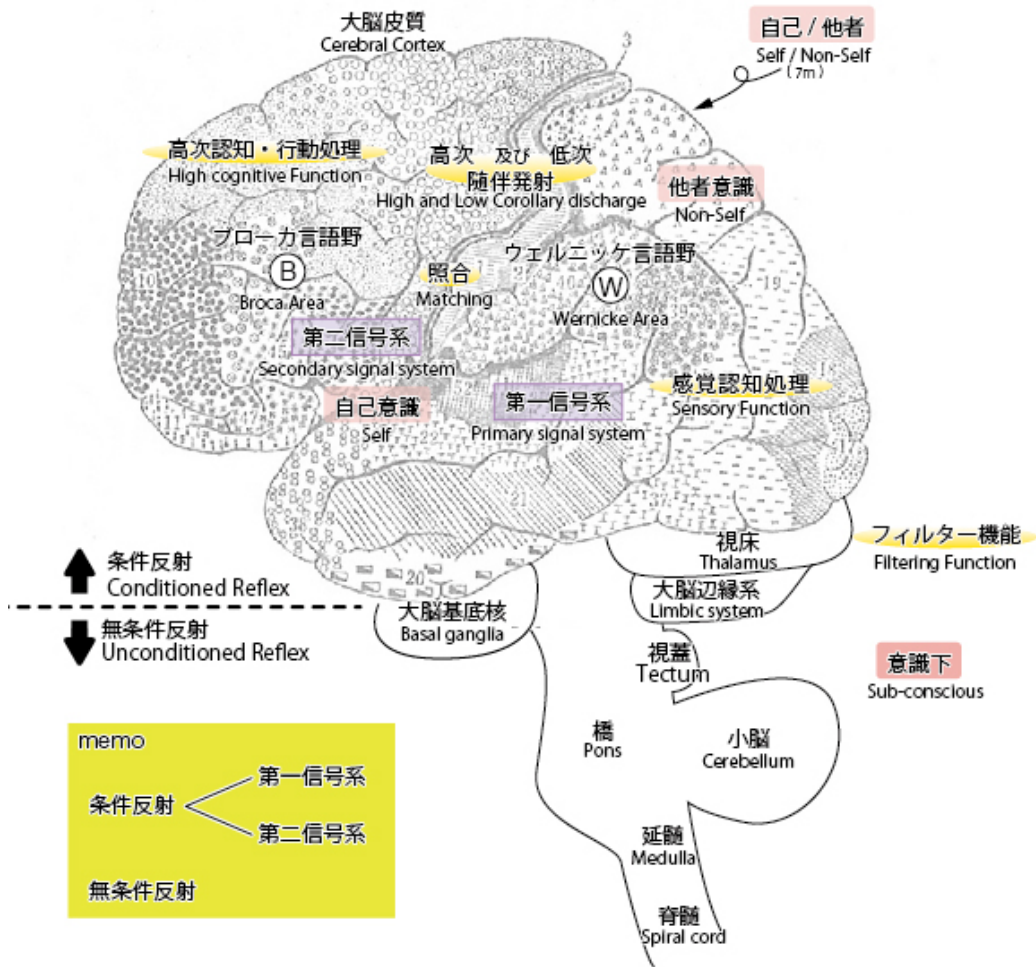 大脳皮質
Cerebral Cortex
3
自己 / 他者
Self / Non-Self
( 7m )
高次認知・行動処理
High cognitive Function
高次 及び 低次
随伴発射
High and Low Corollary discharge
他者意識
Non-Self
ブローカ言語野
B
Broca Area
照合
Matching
ウェルニッケ言語野
W
Wernicke Area
10
40
19
第二信号系
Secondary signal system
自己意識
Self
第一信号系
Primary signal system
感覚認知処理
Sensory Function
22
21
37
20
視床
Thalamus
フィルター機能
Filtering Function
条件反射
Conditioned Reflex
大脳基底核
Basal ganglia
大脳辺縁系
Limbic system
無条件反射
Unconditioned Reflex
視蓋
Tectum
意識下
Sub-conscious
橋
Pons
小脳
Cerebellum
memo
条件反射
第一信号系
第二信号系
無条件反射
延髄
Medulla
脊髄
Spiral cord